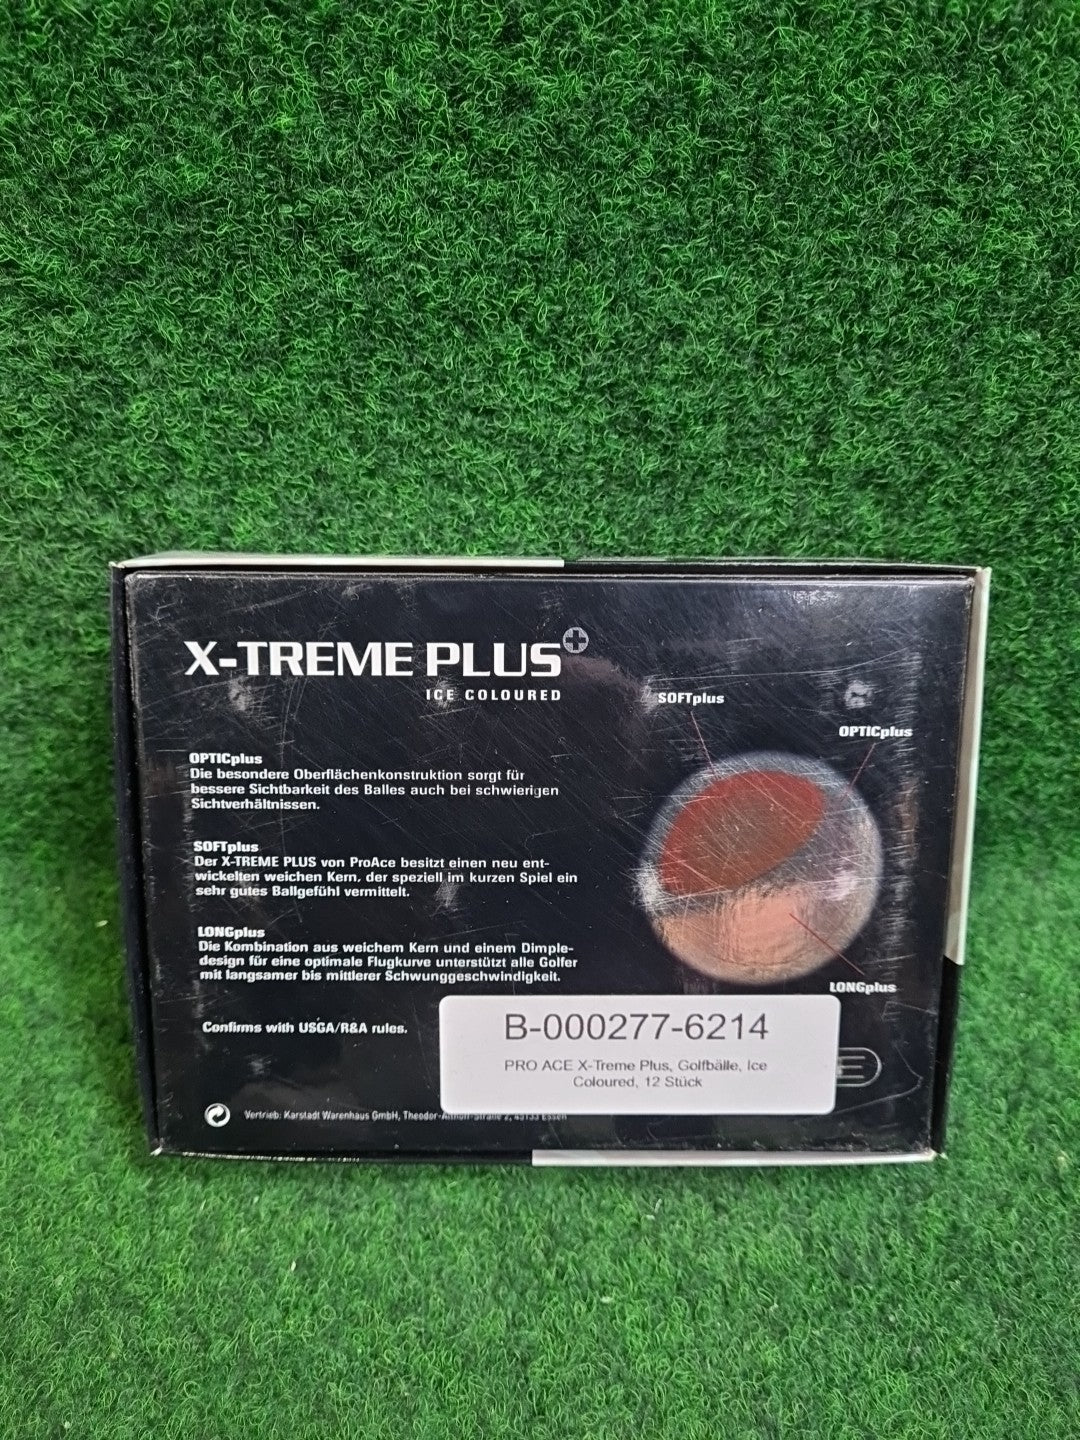 X-TREME PLUS
ICE COLOURED
SOFTplus
OPTICplus
OPTICplus
Die besondere Oberflächenkonstruktion sorgt für
bessere Sichtbarkeit des Balles auch bei schwierigen
Sichtverhältnissen.
SOFTplus
Der X-TREME PLUS von ProAce besitzt einen neu ent-
wickelten weichen Kern, der speziell im kurzen Spiel ein
sehr gutes Ballgefühl vermittelt.
LONGplus
Die Kombination aus weichem Kern und einem Dimple-
design für eine optimale Flugkurve unterstützt alle Golfer
mit langsamer bis mittlerer Schwunggeschwindigkeit.
LONGplus
Confirms with USGA/R&A rules.
B-000277-6214
PRO ACE X-Treme Plus, Golfbälle, Ice
Coloured, 12 Stück
E
Vertrieb: Karstadt Warenhaus GmbH, Theodor-